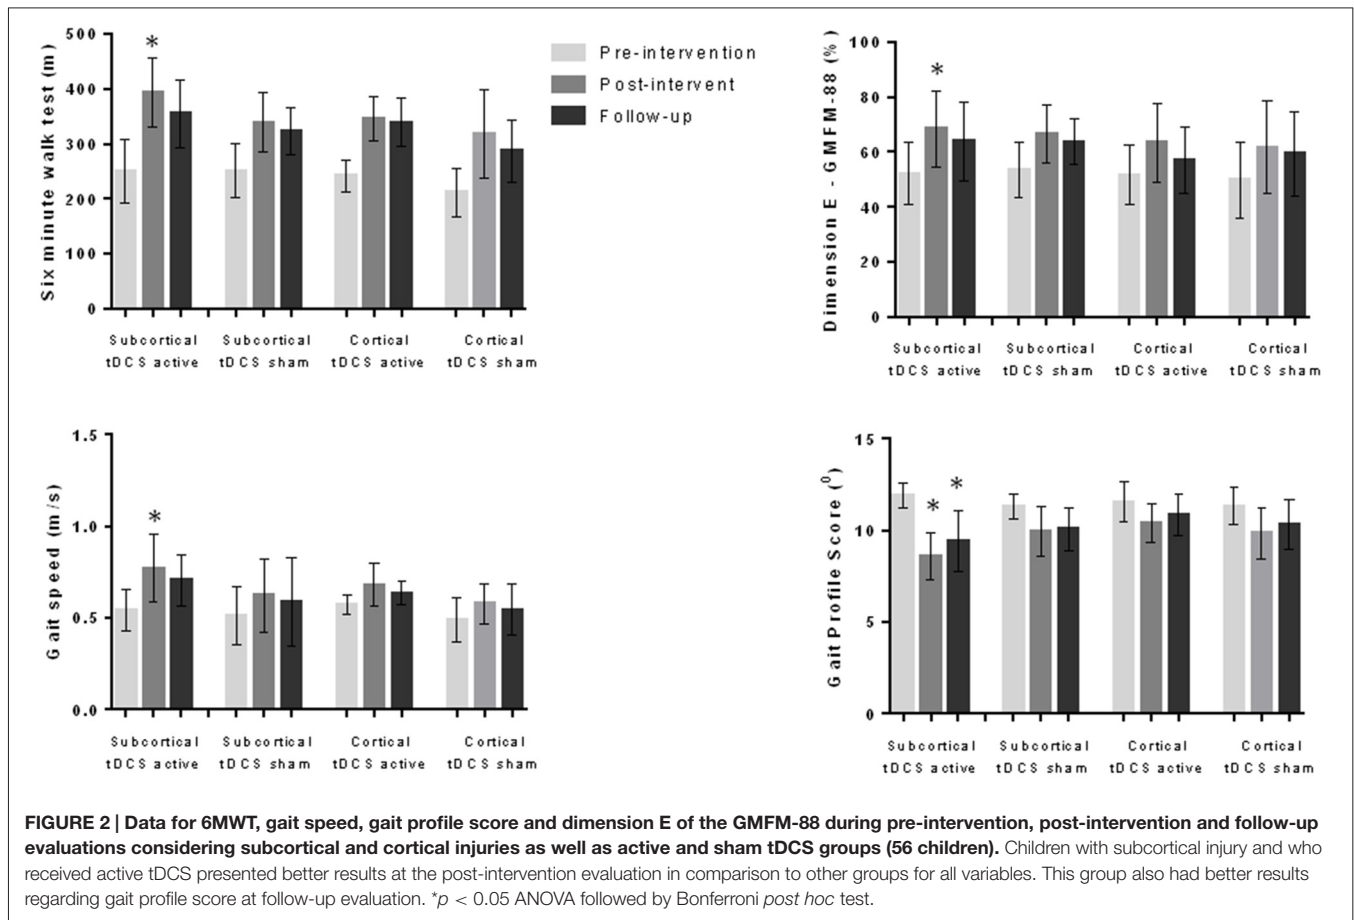 Six minute walk test (m)
500
400
300
200
100
0
*
Subcortical
tDCS active
Subcortical
tDCS sham
Cortical
tDCS active
Cortical
tDCS sham
Pre-intervention
Post-intervent
Follow-up
Dimension E - GMFM-88 (%)
100
80
60
40
20
0
*
Subcortical
tDCS active
Subcortical
tDCS sham
Cortical
tDCS active
Cortical
tDCS sham
Gait speed (m/s)
1.5
1.0
0.5
0.0
*
Subcortical
tDCS active
Subcortical
tDCS sham
Cortical
tDCS active
Cortical
tDCS sham
Gait Profile Score (⁰)
15
10
5
0
*
*
Subcortical
tDCS active
Subcortical
tDCS sham
Cortical
tDCS active
Cortical
tDCS sham
FIGURE 2 | Data for 6MWT, gait speed, gait profile score and dimension E of the GMFM-88 during pre-intervention, post-intervention and follow-up
evaluations considering subcortical and cortical injuries as well as active and sham tDCS groups (56 children). Children with subcortical injury and who
received active tDCS presented better results at the post-intervention evaluation in comparison to other groups for all variables. This group also had better results
regarding gait profile score at follow-up evaluation. *p < 0.05 ANOVA followed by Bonferroni post hoc test.